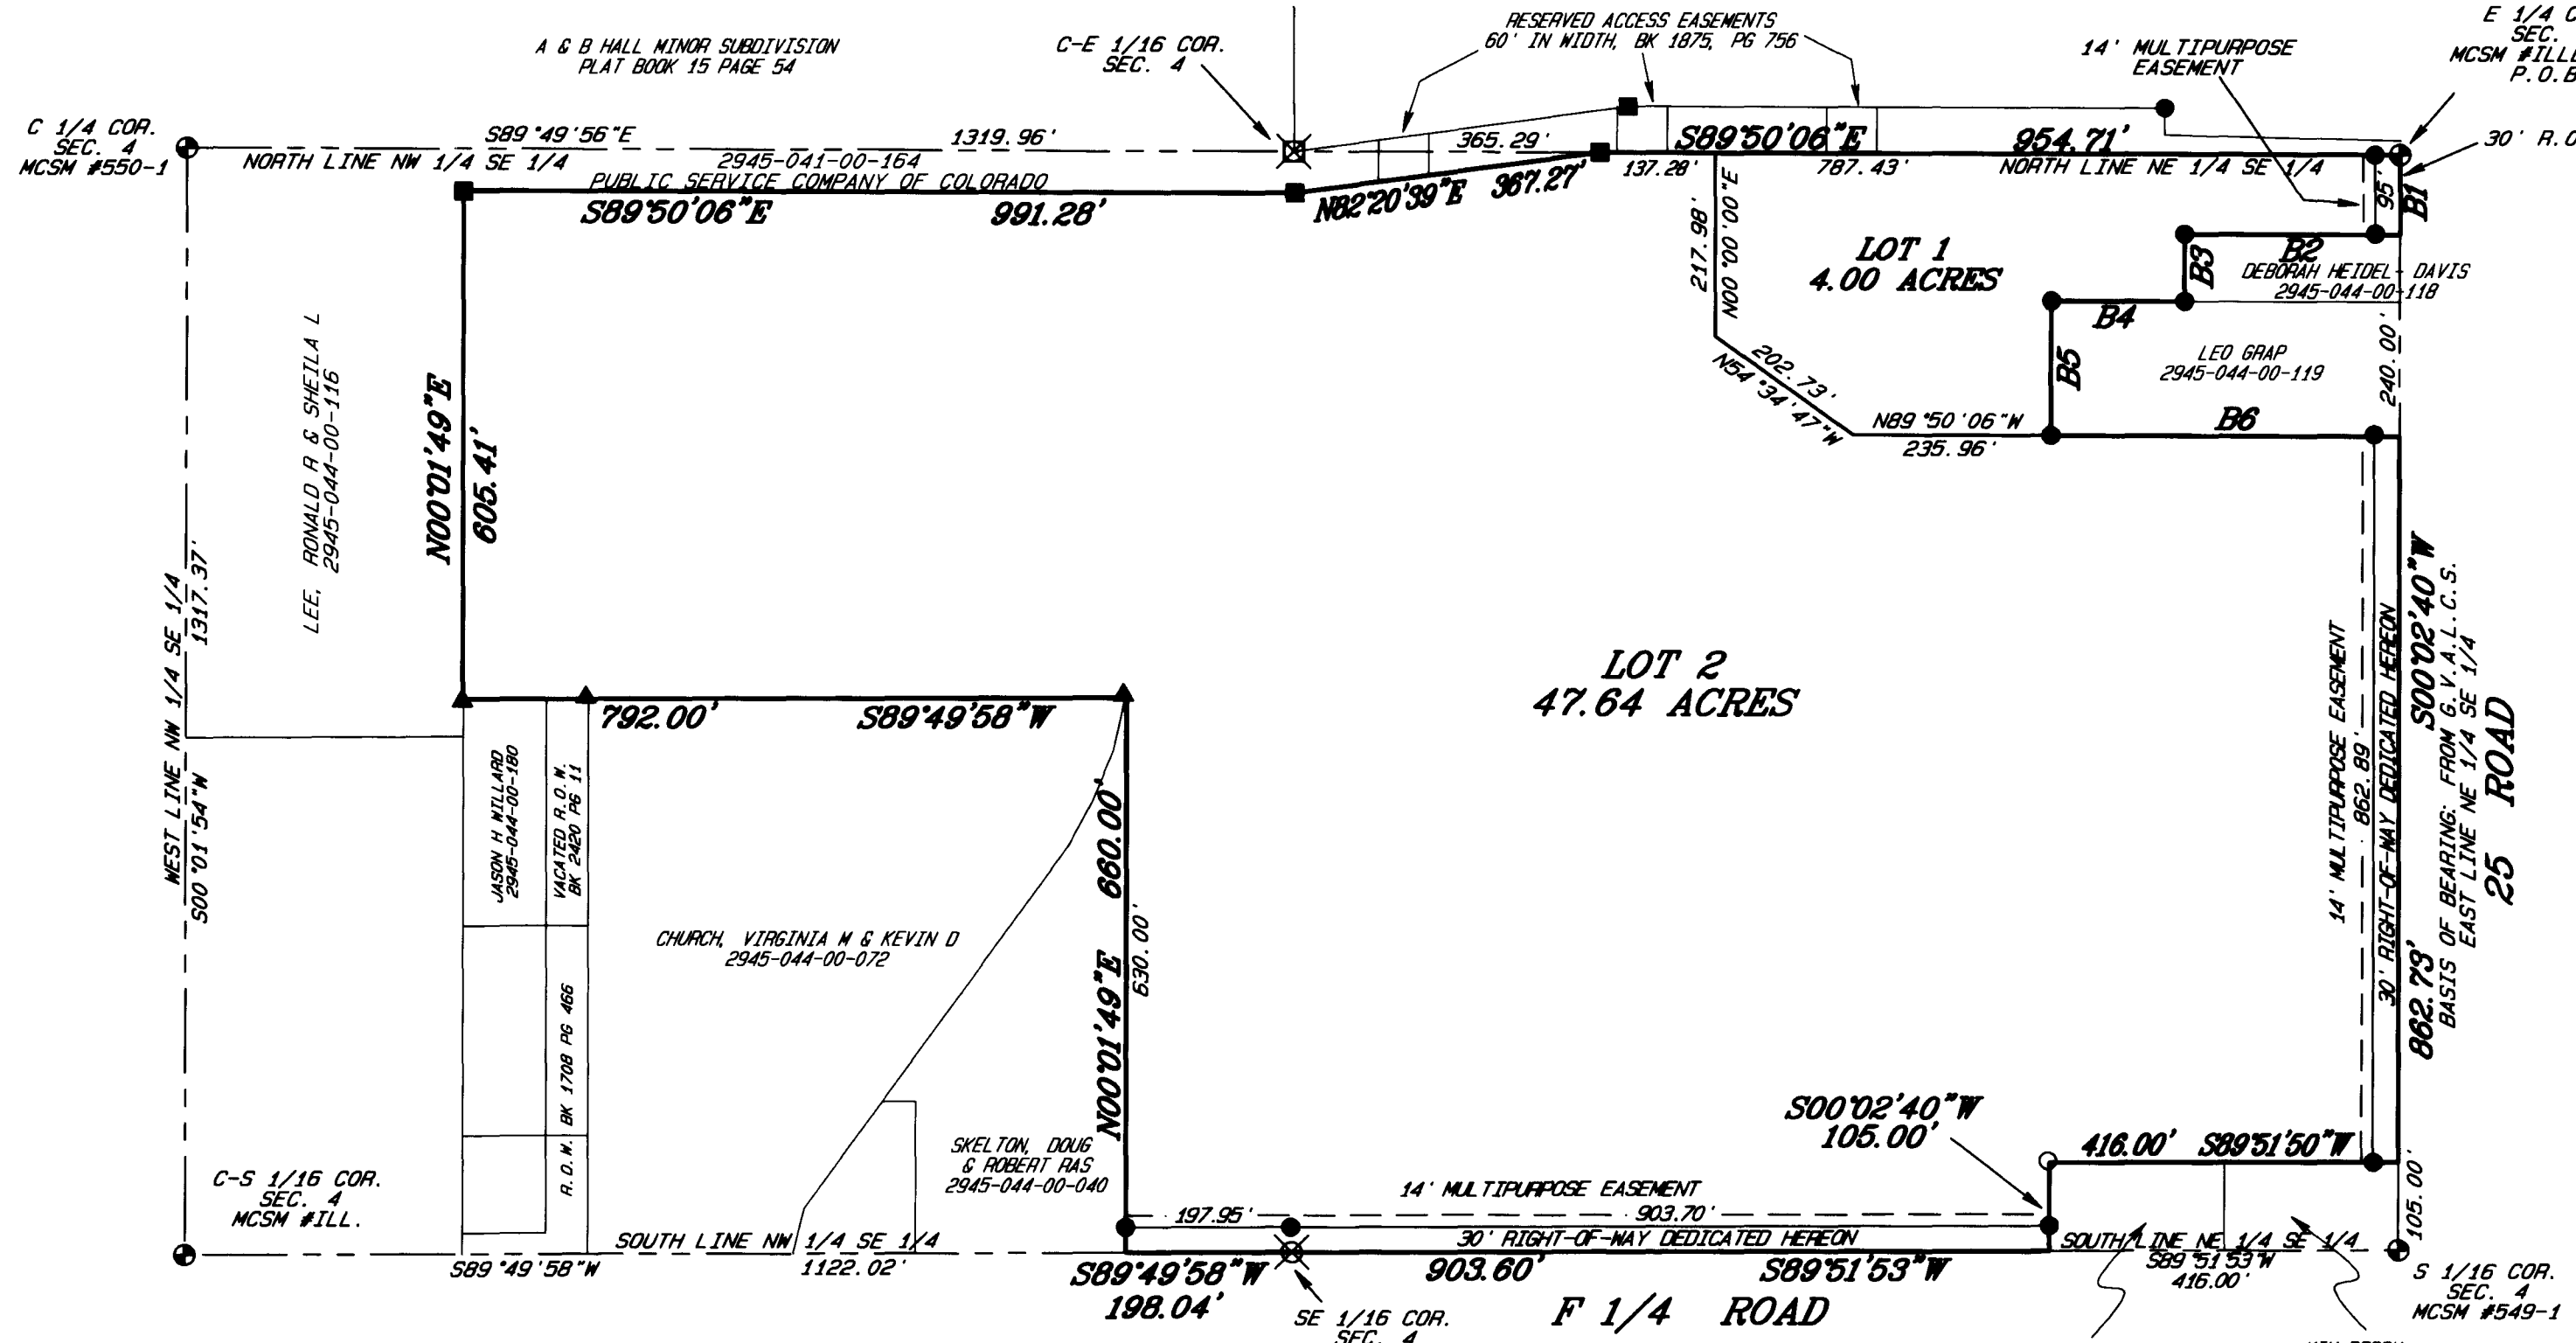 A & B HALL MINOR SUBDIVISION
PLAT BOOK 15 PAGE 54
C-E 1/16 COR.
SEC. 4
RESERVED ACCESS EASEMENTS
60' IN WIDTH, BK 1875, PG 756
14' MULTIPURPOSE
EASEMENT
E 1/4
SEC.
P.O.B
C 1/4 COR.
SEC. 4
MCSM #550-1
S89°49'56"E
1319.96'
NORTH LINE NW 1/4 SE 1/4
2945-041-00-164
PUBLIC SERVICE COMPANY OF COLORADO
S89°50'06"E
991.28'
365.29'
N82°20'39"E 367.27'
S89°50'06"E
954.71'
137.28'
787.43'
NORTH LINE NE 1/4 SE 1/4
30' R.O
95'
B1
217.98'
N00°00'00"E
LOT 1
4.00 ACRES
B2
B3
DEBORAH HEIDEL-DAVIS
2945-044-00-118
B4
B5
LEO GRAP
2945-044-00-119
240.00'
202.73'
N54°34'47"W
N89°50'06"W
235.96'
B6
LEE, RONALD R & SHEILA L
2945-044-00-116
N00°01'49"E
605.41'
WEST LINE NW 1/4 SE 1/4
1317.37'
S00°01'54"W
LOT 2
47.64 ACRES
792.00'
S89°49'58"W
JASON H WILLARD
2945-044-00-180
VACATED R.O.W.
BK 2420 PG 11
R.O.W. BK 1708 PG 466
CHURCH, VIRGINIA M & KEVIN D
2945-044-00-072
N00°01'49"E 660.00'
630.00'
14' MULTIPURPOSE EASEMENT
862.89'
30' RIGHT-OF-WAY DEDICATED HEREON
S00°02'40"W
862.73'
BASIS OF BEARING: FROM G.V.A.L.C.S.
EAST LINE NE 1/4 SE 1/4
25 ROAD
SKELTON, DOUG
& ROBERT RAS
2945-044-00-040
S00°02'40"W
105.00'
416.00' S89°51'50"W
C-S 1/16 COR.
SEC. 4
MCSM #ILL.
14' MULTIPURPOSE EASEMENT
197.95'
903.70'
30' RIGHT-OF-WAY DEDICATED HEREON
SOUTH LINE NW 1/4 SE 1/4
S89°49'58"W
1122.02'
S89°49'58"W
198.04'
903.60'
S89°51'53"W
SOUTH LINE NE 1/4 SE 1/4
S89°51'53"W
416.00'
105.00'
S 1/16 COR.
SEC. 4
MCSM #549-1
SE 1/16 COR.
SEC. 4
F 1/4 ROAD